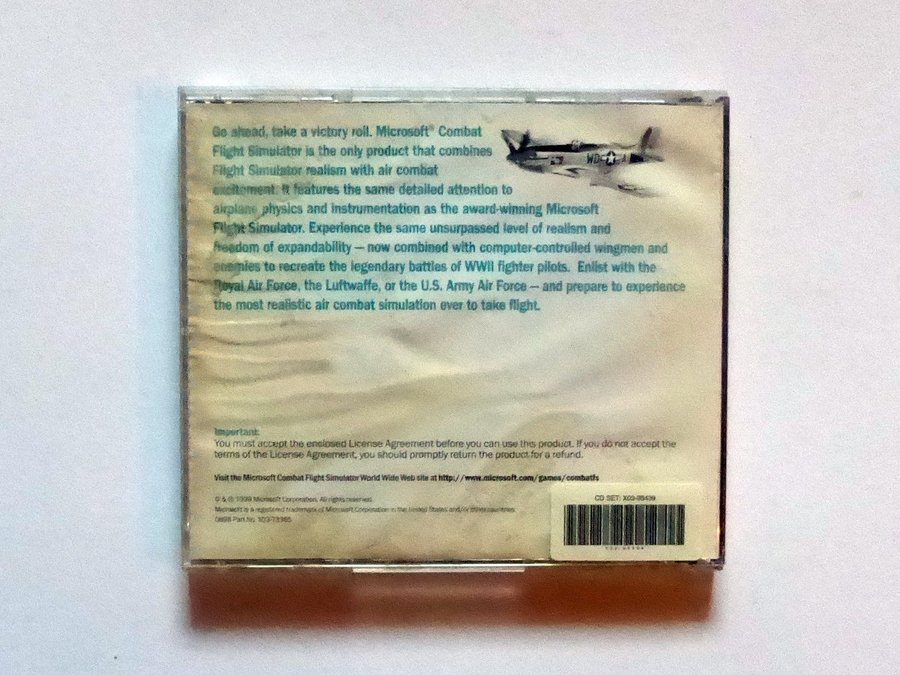 Go ahead, take a victory roll. Microsoft® Combat
Flight Simulator is the only product that combines
Flight Simulator realism with air combat
excitement. It features the same detailed attention to
airplane physics and instrumentation as the award-winning Microsoft
Flight Simulator. Experience the same unsurpassed level of realism and
freedom of expandability – now combined with computer-controlled wingmen and
enemies to recreate the legendary battles of WWII fighter pilots. Enlist with the
Royal Air Force, the Luftwaffe, or the U.S. Army Air Force – and prepare to experience
the most realistic air combat simulation ever to take flight.
WD A
Important:
You must accept the enclosed License Agreement before you can use this product. If you do not accept the
terms of the License Agreement, you should promptly return the product for a refund.
Visit the Microsoft Combat Flight Simulator World Wide Web site at http://www.microsoft.com/games/combatfs
Microsoft Corporation. All rights reserved.
Microsoft is a registered trademark of Microsoft Corporation in the United States and/or other countries.
0898 Part No.
CD SET: